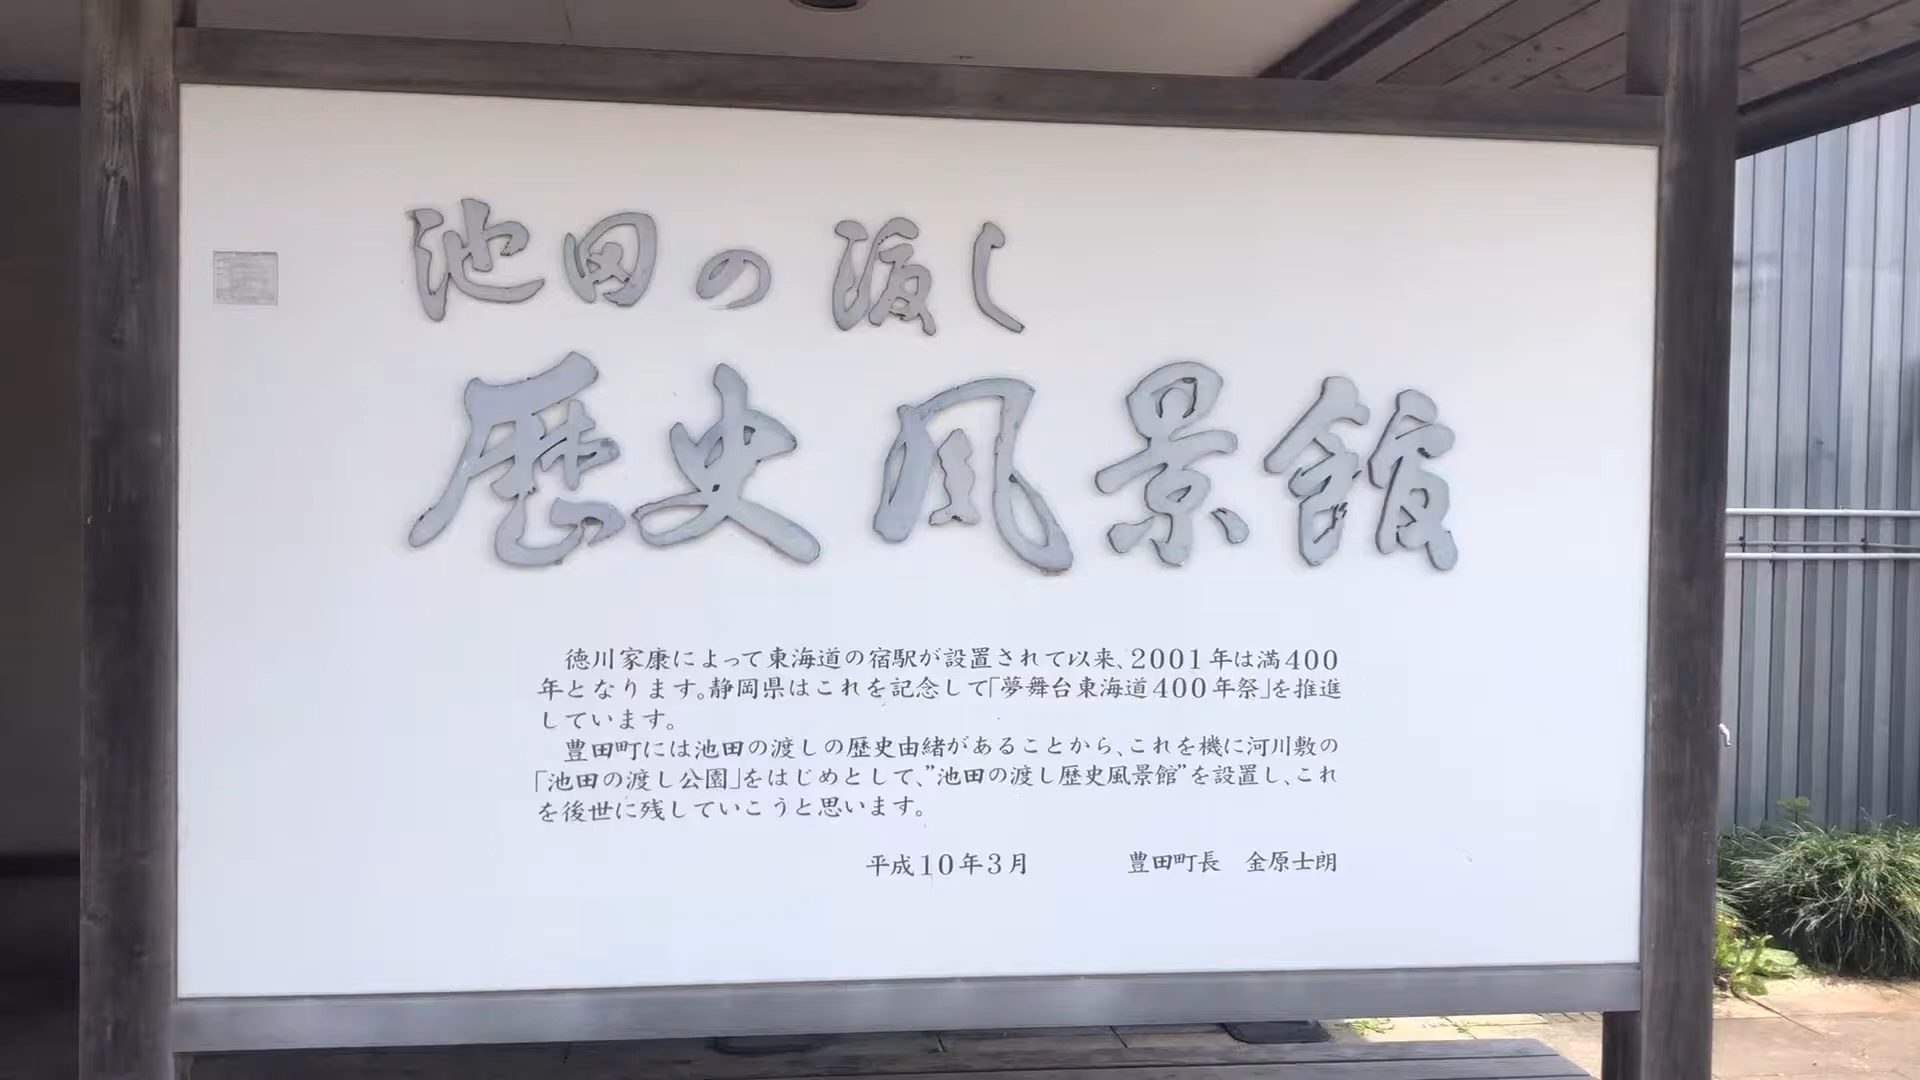 池田の渡し
歴史風景館
徳川家康によって東海道の宿駅が設置されて以来、2001年は満400
年となります。静岡県はこれを記念して「夢舞台東海道400年祭」を推進
しています。
豊田町には池田の渡しの歴史由緒があることから、これを機に河川敷の
「池田の渡し公園」をはじめとして、”池田の渡し歴史風景館”を設置し、これ
を後世に残していこうと思います。
平成10年3月　豊田町長　金原士朗